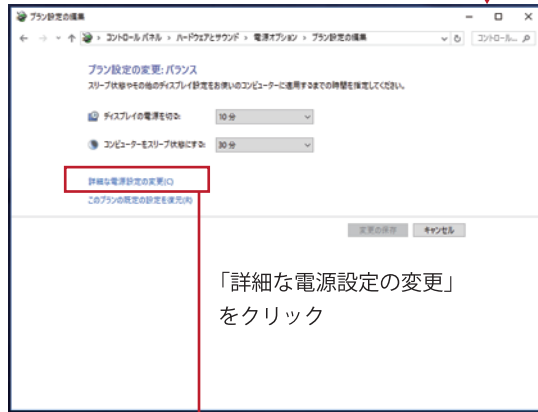 プラン設定の編集
コントロール パネル › ハードウェアとサウンド › 電源オプション › プラン設定の編集
コントロール...
プラン設定の変更: バランス
スリープ状態やその他のディスプレイ設定をお使いのコンピューターに適用するまでの時間を指定してください。
ディスプレイの電源を切る: 10 分
コンピューターをスリープ状態にする: 30 分
詳細な電源設定の変更(C)
このプランの既定の設定を復元(R)
変更の保存 キャンセル
「詳細な電源設定の変更」
をクリック